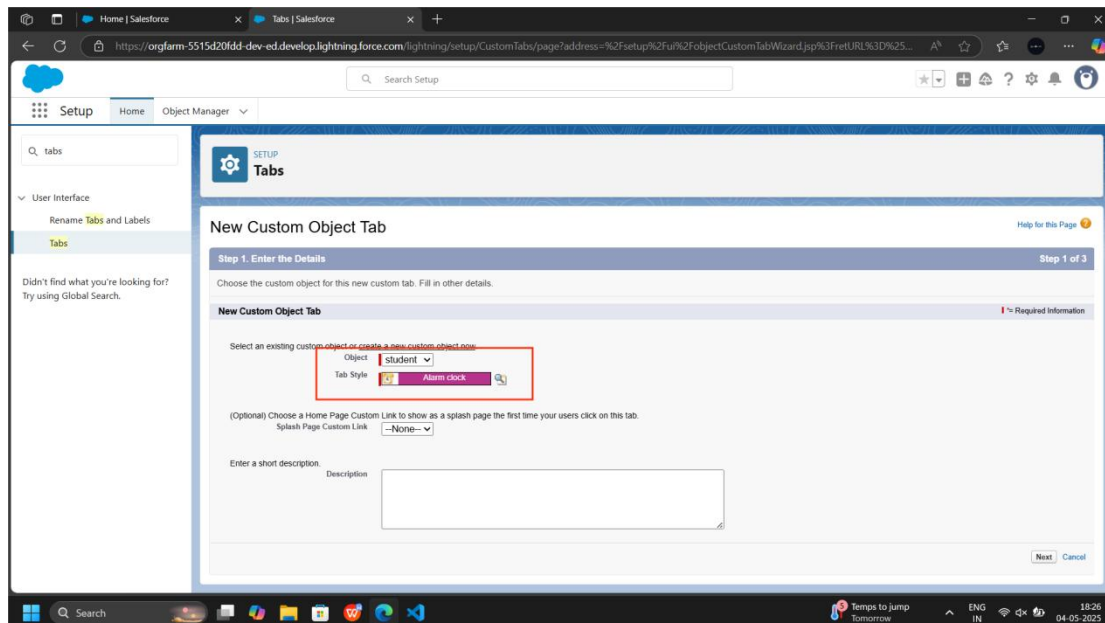 Home | Salesforce
Tabs | Salesforce
https://orgfarm-5515d20fdd-dev-ed.develop.lightning.force.com/lightning/setup/CustomTabs/page?address=%2Fsetup%2Fui%2FobjectCustomTabWizard.jsp%3FretURL%3D%25...
Search Setup
Setup
Home
Object Manager
tabs
User Interface
Rename Tabs and Labels
Tabs
Didn't find what you're looking for?
Try using Global Search.
SETUP
Tabs
New Custom Object Tab
Help for this Page
Step 1. Enter the Details
Step 1 of 3
Choose the custom object for this new custom tab. Fill in other details.
New Custom Object Tab
= Required Information
Select an existing custom object or create a new custom object now.
Object student
Tab Style Alarm clock
(Optional) Choose a Home Page Custom Link to show as a splash page the first time your users click on this tab.
Splash Page Custom Link --None--
Enter a short description.
Description
Next Cancel
Search
Temps to jump
Tomorrow
ENG
IN
18:26
04-05-2025